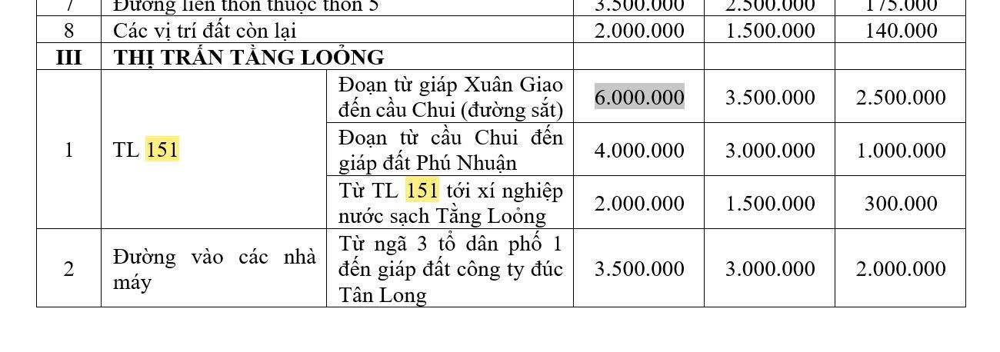 7 Đường liên thôn thuộc thôn 5 3.500.000 2.500.000 175.000
8 Các vị trí đất còn lại 2.000.000 1.500.000 140.000
III THỊ TRẤN TẰNG LOỎNG
1 TL 151 Đoạn từ giáp Xuân Giao
đến cầu Chui (đường sắt) 6.000.000 3.500.000 2.500.000
Đoạn từ cầu Chui đến
giáp đất Phú Nhuận 4.000.000 3.000.000 1.000.000
Từ TL 151 tới xí nghiệp
nước sạch Tằng Loỏng 2.000.000 1.500.000 300.000
2 Đường vào các nhà
máy Từ ngã 3 tổ dân phố 1
đến giáp đất công ty đúc
Tân Long 3.500.000 3.000.000 2.000.000